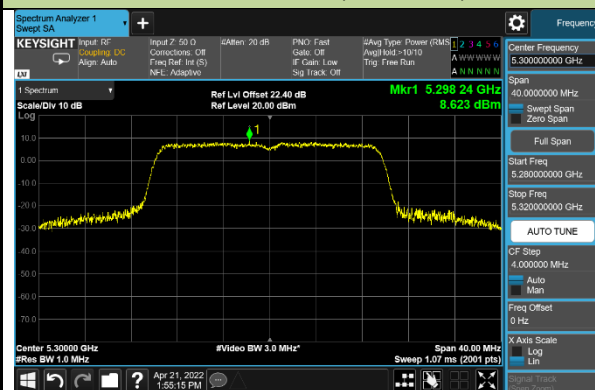 Spectrum Analyzer 1
Swept SA
Frequency
KEYSIGHT
Input: RF
Coupling: DC
Align: Auto
Input Z: 50 Ω
Corrections: Off
Freq Ref: Int (S)
NFE: Adaptive
#Atten: 20 dB
PNO: Fast
Gate: Off
IF Gain: Low
Sig Track: Off
#Avg Type: Power (RMS
Avg|Hold:>10/10
Trig: Free Run
1 2 3 4 5 6
A W W W W W
A N N N N N
LXI
1 Spectrum
Scale/Div 10 dB
Log
Ref Lvl Offset 22.40 dB
Ref Level 20.00 dBm
Mkr1 5.298 24 GHz
8.623 dBm
1
10.0
0.00
-10.0
-20.0
-30.0
-40.0
-50.0
-60.0
-70.0
Center 5.30000 GHz
#Res BW 1.0 MHz
#Video BW 3.0 MHz*
Span 40.00 MHz
Sweep 1.07 ms (2001 pts)
Apr 21, 2022
1:55:15 PM
Center Frequency
5.300000000 GHz
Span
40.0000000 MHz
Swept Span
Zero Span
Full Span
Start Freq
5.280000000 GHz
Stop Freq
5.320000000 GHz
AUTO TUNE
CF Step
4.000000 MHz
Auto
Man
Freq Offset
0 Hz
X Axis Scale
Log
Lin
Signal Track